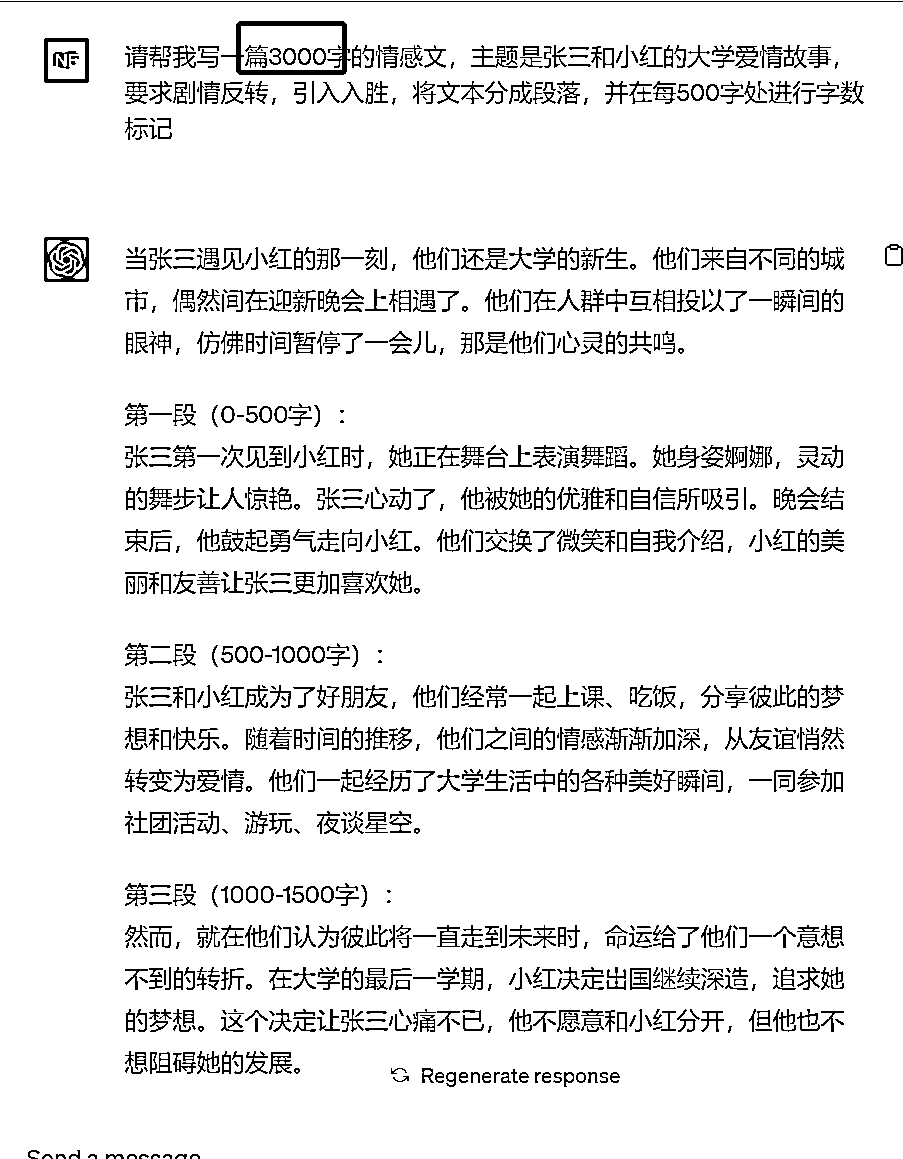 NF
请帮我写一篇3000字的情感文，主题是张三和小红的大学爱情故事，
要求剧情反转，引入入胜，将文本分成段落，并在每500字处进行字数
标记
当张三遇见小红的那一刻，他们还是大学的新生。他们来自不同的城
市，偶然间在迎新晚会上相遇了。他们在人群中互相投以了一瞬间的
眼神，仿佛时间暂停了一会儿，那是他们心灵的共鸣。
第一段（0-500字）：
张三第一次见到小红时，她正在舞台上表演舞蹈。她身姿婀娜，灵动
的舞步让人惊艳。张三心动了，他被她的优雅和自信所吸引。晚会结
束后，他鼓起勇气走向小红。他们交换了微笑和自我介绍，小红的美
丽和友善让张三更加喜欢她。
第二段（500-1000字）：
张三和小红成为了好朋友，他们经常一起上课、吃饭，分享彼此的梦
想和快乐。随着时间的推移，他们之间的情感渐渐加深，从友谊悄然
转变为爱情。他们一起经历了大学生活中的各种美好瞬间，一同参加
社团活动、游玩、夜谈星空。
第三段（1000-1500字）：
然而，就在他们认为彼此将一直走到未来时，命运给了他们一个意想
不到的转折。在大学的最后一学期，小红决定出国继续深造，追求她
的梦想。这个决定让张三心痛不已，他不愿意和小红分开，但他也不
想阻碍她的发展。
Regenerate response
Send a message